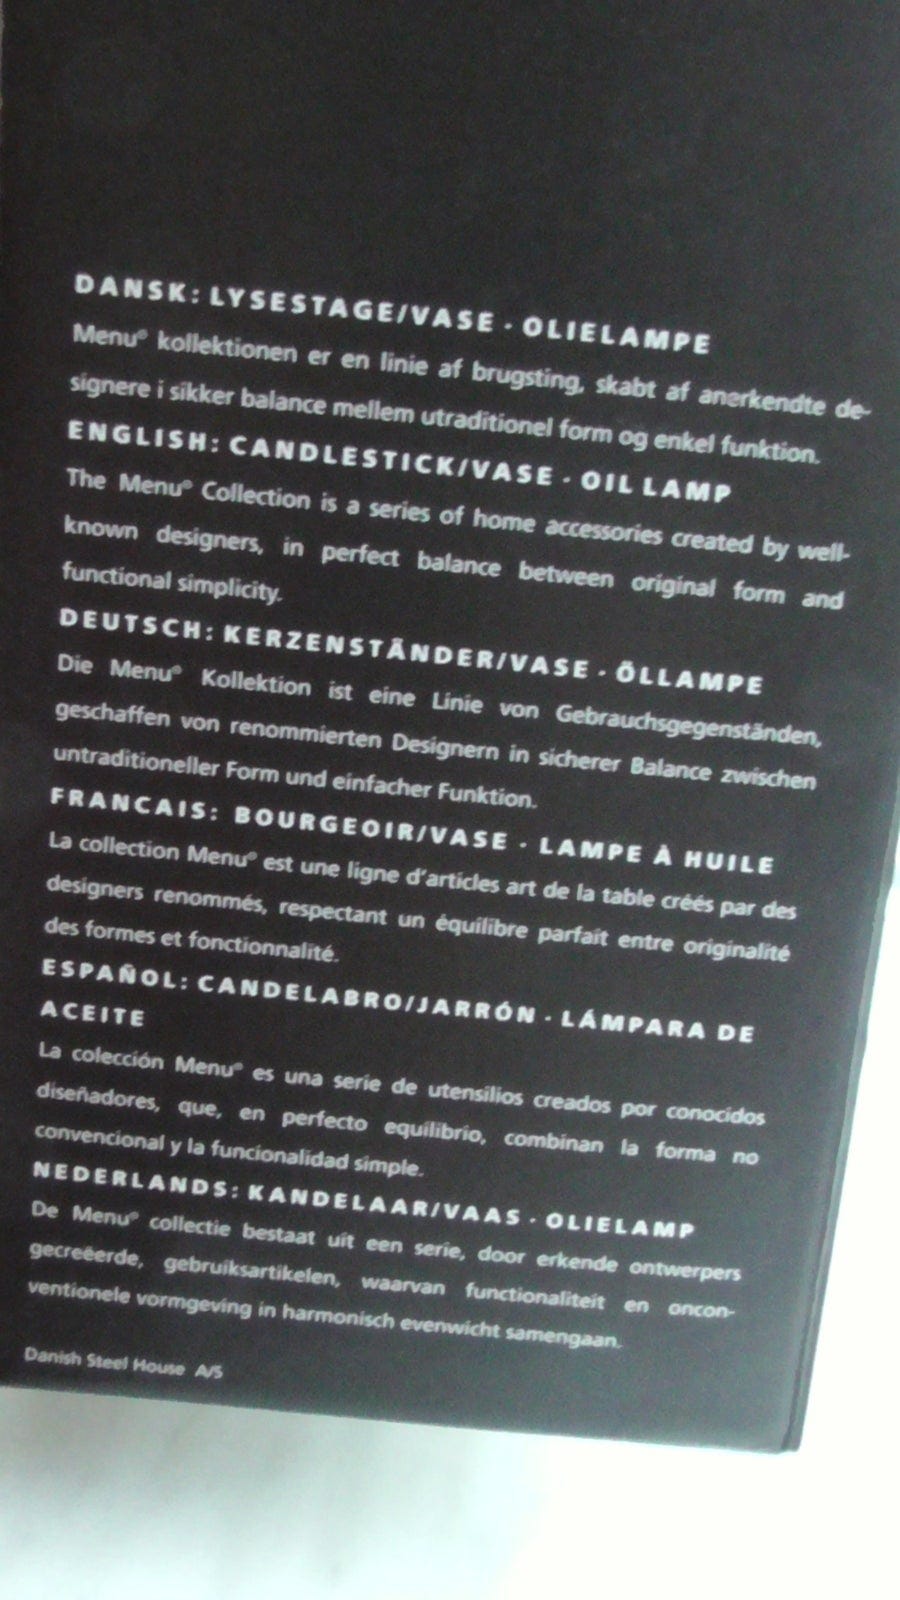 DANSK: LYSESTAGE/VASE · OLIELAMPE
Menu® kollektionen er en linie af brugsting, skabt af anerkendte de-
signere i sikker balance mellem utraditionel form og enkel funktion.
ENGLISH: CANDLESTICK/VASE · OIL LAMP
The Menu® Collection is a series of home accessories created by well-
known designers, in perfect balance between original form and
functional simplicity.
DEUTSCH: KERZENSTÄNDER/VASE · ÖLLAMPE
Die Menu® Kollektion ist eine Linie von Gebrauchsgegenständen,
geschaffen von renommierten Designern in sicherer Balance zwischen
untraditioneller Form und einfacher Funktion.
FRANCAIS: BOURGEOIR/VASE · LAMPE À HUILE
La collection Menu® est une ligne d'articles art de la table créés par des
designers renommés, respectant un équilibre parfait entre originalité
des formes et fonctionnalité.
ESPAÑOL: CANDELABRO/JARRÓN · LÁMPARA DE
ACEITE
La colección Menu® es una serie de utensilios creados por conocidos
diseñadores, que, en perfecto equilibrio, combinan la forma no
convencional y la funcionalidad simple.
NEDERLANDS: KANDELAAR/VAAS · OLIELAMP
De Menu® collectie bestaat uit een serie, door erkende ontwerpers
gecreëerde, gebruiksartikelen, waarvan functionaliteit en oncon-
ventionele vormgeving in harmonisch evenwicht samengaan.
Danish Steel House A/S